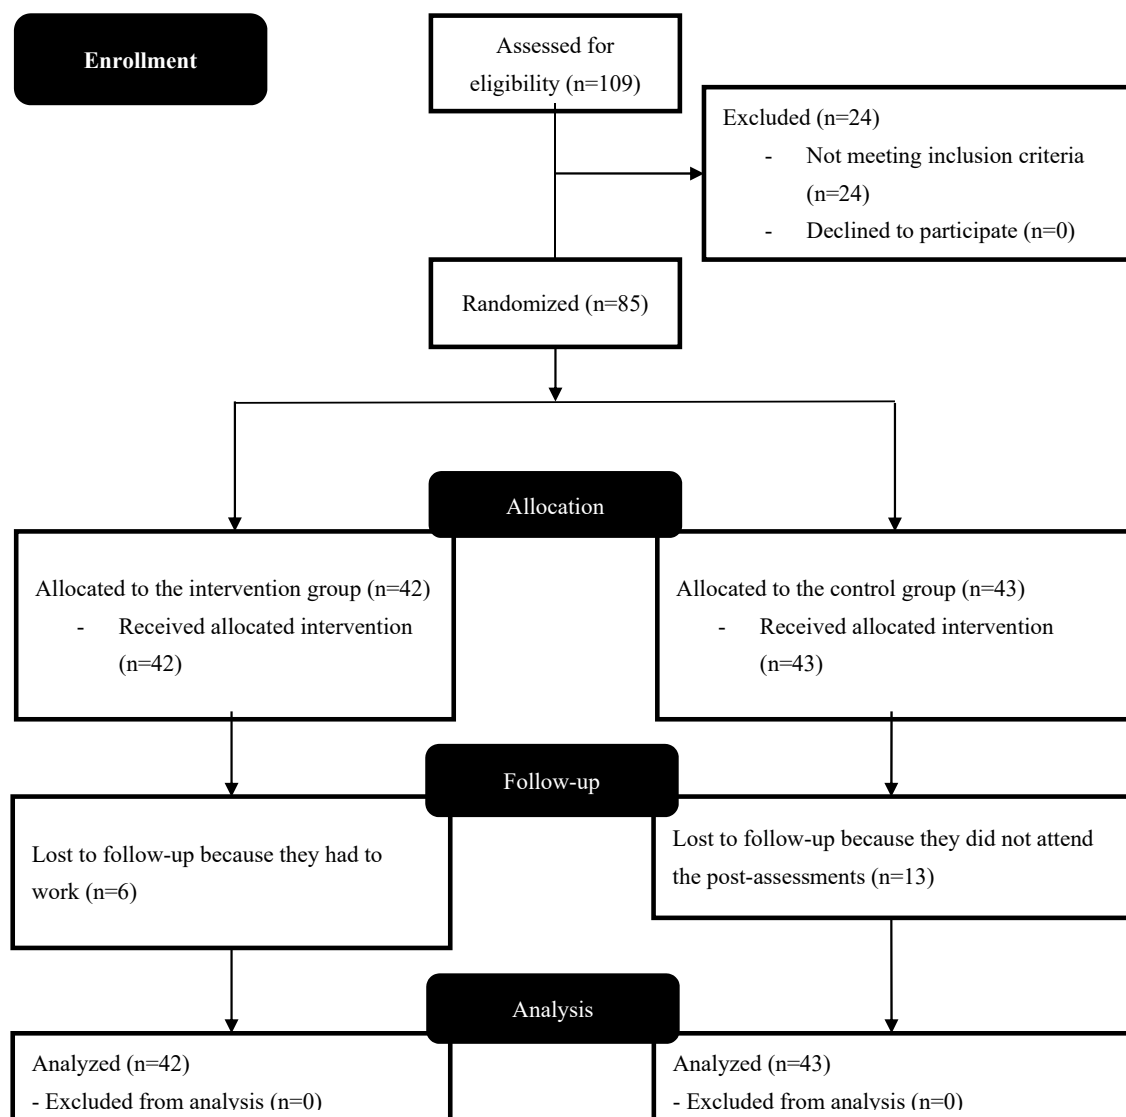 Enrollment
Assessed for
eligibility (n=109)
Excluded (n=24)
- Not meeting inclusion criteria
(n=24)
- Declined to participate (n=0)
Randomized (n=85)
Allocation
Allocated to the intervention group (n=42)
- Received allocated intervention
(n=42)
Allocated to the control group (n=43)
- Received allocated intervention
(n=43)
Follow-up
Lost to follow-up because they had to
work (n=6)
Lost to follow-up because they did not attend
the post-assessments (n=13)
Analysis
Analyzed (n=42)
- Excluded from analysis (n=0)
Analyzed (n=43)
- Excluded from analysis (n=0)